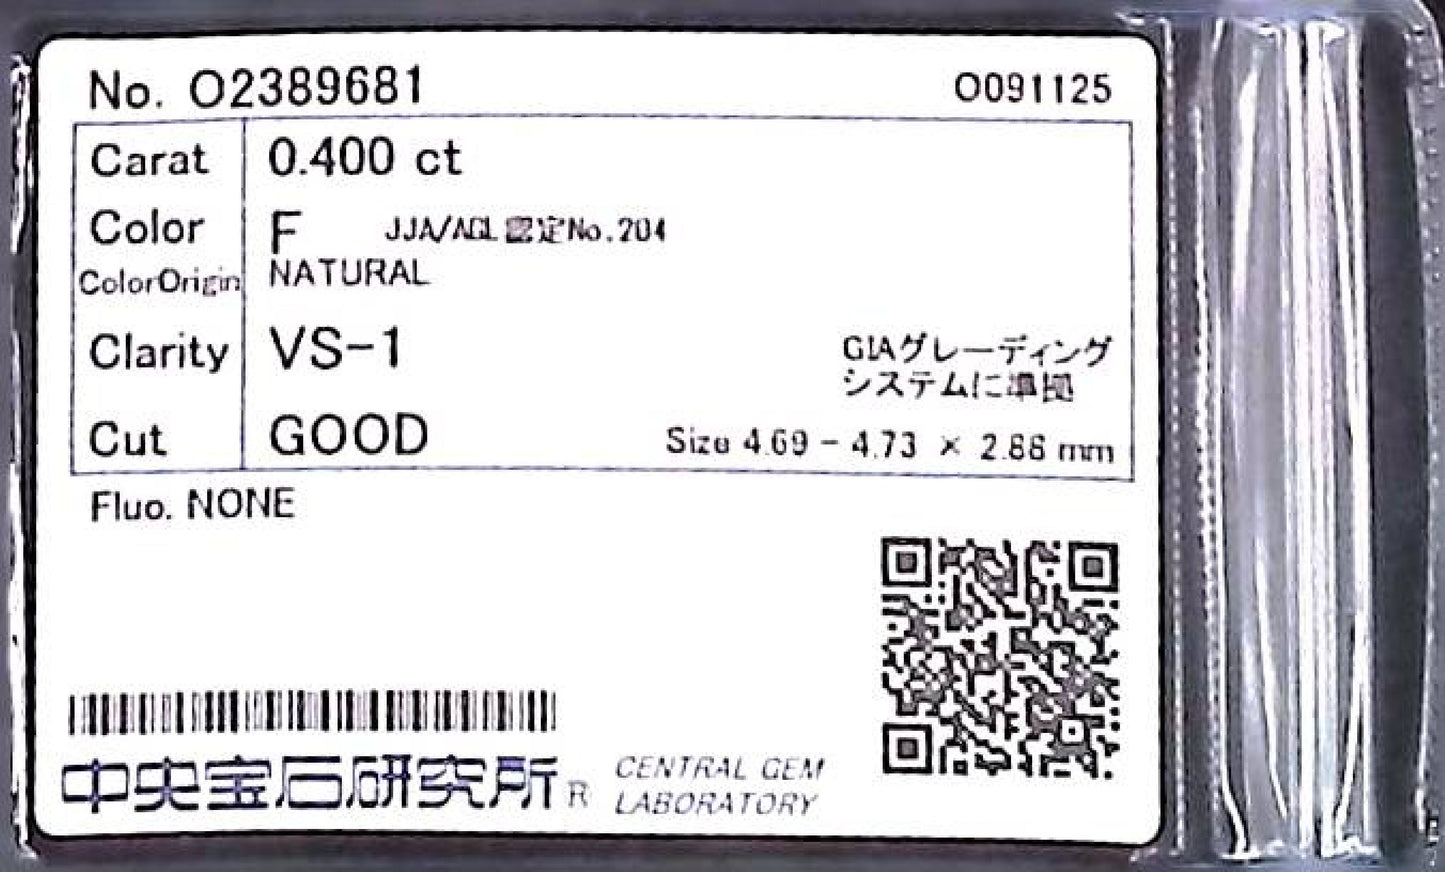 No. O2389681
O091125
Carat 0.400 ct
Color F JJA/AGL認定No.204
ColorOrigin NATURAL
Clarity VS-1
GIAグレーディング
システムに準拠
Cut GOOD
Size 4.69 - 4.73 × 2.86 mm
Fluo. NONE
中央宝石研究所 R
CENTRAL GEM
LABORATORY